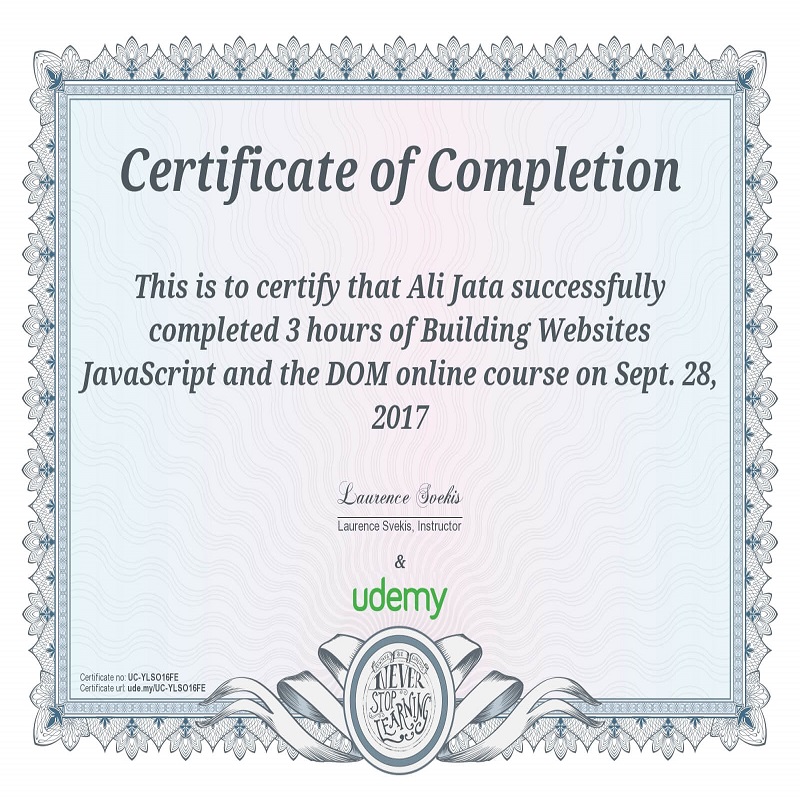 Certificate of Completion
This is to certify that Ali Jata successfully
completed 3 hours of Building Websites
JavaScript and the DOM online course on Sept. 28,
2017
Laurence Svekis
Laurence Svekis, Instructor
&
udemy
Certificate no: UC-YLSO16FE
Certificate url: ude.my/UC-YLSO16FE
NEVER
STOP
LEARNING